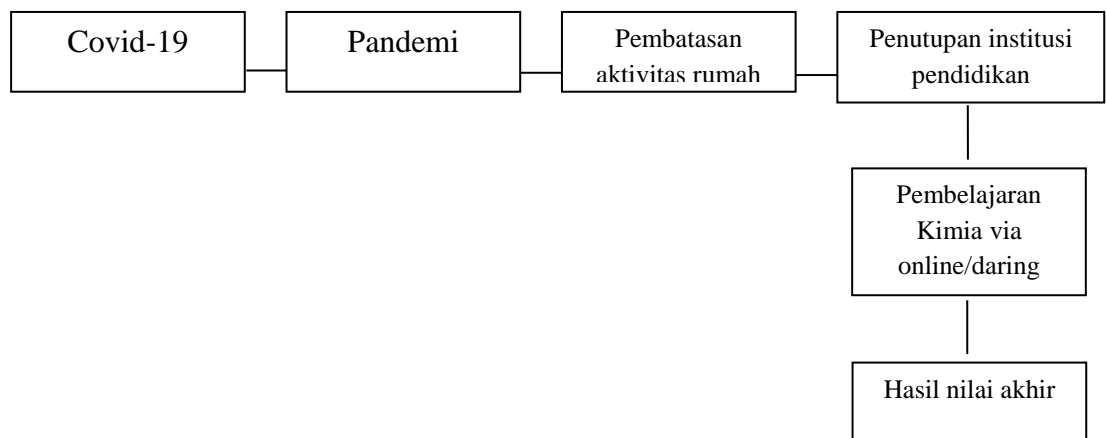 Covid-19
Pandemi
Pembatasan
aktivitas rumah
Penutupan institusi
pendidikan
Pembelajaran
Kimia via
online/daring
Hasil nilai akhir